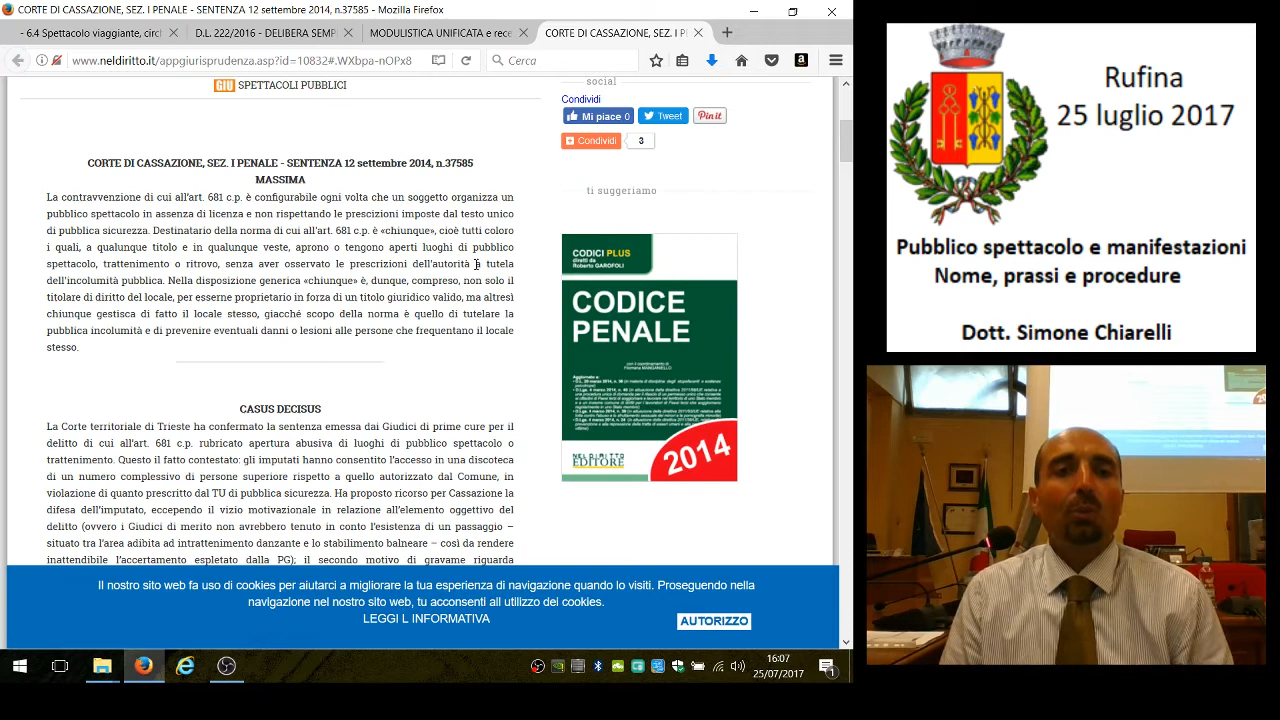 CORTE DI CASSAZIONE, SEZ. I PENALE - SENTENZA 12 settembre 2014, n.37585 - Mozilla Firefox
- 6.4 Spettacolo viaggiante, circ
D.L. 222/2016 - DELIBERA SEMP
MODULISTICA UNIFICATA e rece
CORTE DI CASSAZIONE, SEZ. I P
www.neldiritto.it/appgiurisprudenza.asp?id=10832#.WXbpa-nOPx8
Cerca
GIU SPETTACOLI PUBBLICI
CORTE DI CASSAZIONE, SEZ. I PENALE - SENTENZA 12 settembre 2014, n.37585
MASSIMA
La contravvenzione di cui all'art. 681 c.p. è configurabile ogni volta che un soggetto organizza un
pubblico spettacolo in assenza di licenza e non rispettando le prescizioni imposte dal testo unico
di pubblica sicurezza. Destinatario della norma di cui all'art. 681 c.p. è «chiunque», cioè tutti coloro
i quali, a qualunque titolo e in qualunque veste, aprono o tengono aperti luoghi di pubblico
spettacolo, trattenimento o istrovo, senza aver osservato le prescrizioni dell'autorità a tutela
dell'incolumità pubblica. Nella disposizione generica «chiunque» è, dunque, compreso, non solo il
titolare di diritto del locale, per esserne proprietario in forza di un titolo giuridico valido, ma altresì
chiunque gestisca di fatto il locale stesso, giacché scopo della norma è quello di tutelare la
pubblica incolumità e di prevenire eventuali danni o lesioni alle persone che frequentano il locale
stesso.
CASUS DECISUS
La Corte territoriale di Trieste ha confermato la sentenza emessa dai Giudici di prime cure per il
delitto di cui all'art. 681 c.p. rubricato apertura abusiva di luoghi di pubblico spettacolo o
trattenimento. Questo il fatto contestato: gli imputati hanno consentito l'accesso in una discoteca
di un numero complessivo di persone superiore rispetto a quello autorizzato dal Comune, in
violazione di quanto prescritto dal TU di pubblica sicurezza. Ha proposto ricorso per Cassazione la
difesa dell'imputato, eccependo il vizio motivazionale in relazione all'elemento oggettivo del
delitto (ovvero i Giudici di merito non avrebbero tenuto in conto l'esistenza di un passaggio –
situato tra l'area adibita ad intrattenimento danzante e lo stabilimento balneare – così da rendere
inattendibile l'accertamento espletato dalla PG); il secondo motivo di gravame riguarda
social
Condividi
Mi piace 0
Tweet
Pin it
Condividi
3
ti suggeriamo
CODICI PLUS
diretti da
Roberto GAROFOLI
CODICE
PENALE
NELDIRITTO
EDITORE
2014
Il nostro sito web fa uso di cookies per aiutarci a migliorare la tua esperienza di navigazione quando lo visiti. Proseguendo nella
navigazione nel nostro sito web, tu acconsenti all utilizzo dei cookies.
LEGGI L INFORMATIVA
AUTORIZZO
16:07
25/07/2017
1
Rufina
25 luglio 2017
Pubblico spettacolo e manifestazioni
Nome, prassi e procedure
Dott. Simone Chiarelli